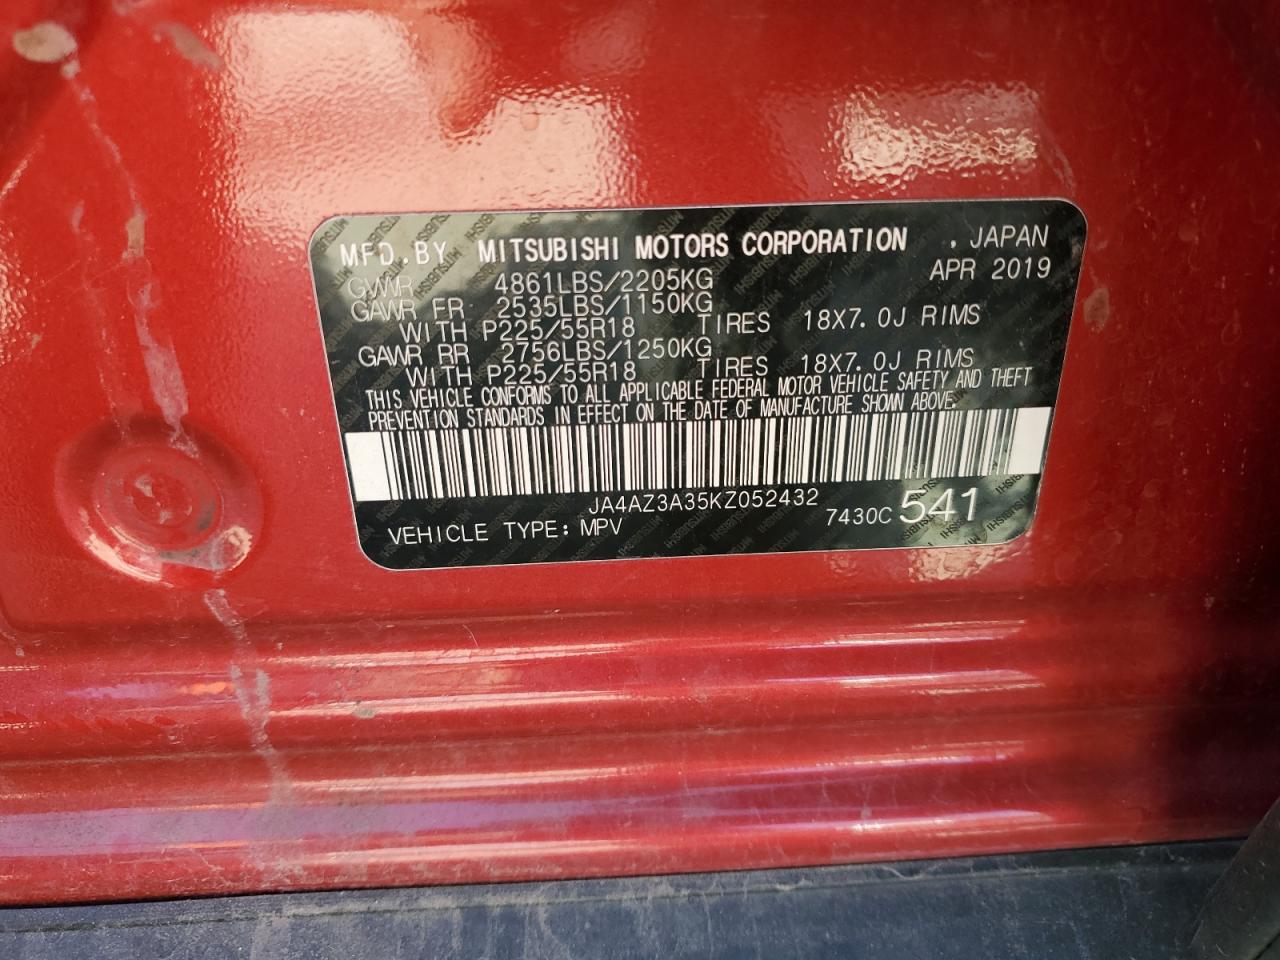 MFD.BY MITSUBISHI MOTORS CORPORATION . JAPAN
GVWR 4861LBS/2205KG APR 2019
GAWR FR 2535LBS/1150KG
WITH P225/55R18 TIRES 18X7.0J RIMS
GAWR RR 2756LBS/1250KG
WITH P225/55R18 TIRES 18X7.0J RIMS
THIS VEHICLE CONFORMS TO ALL APPLICABLE FEDERAL MOTOR VEHICLE SAFETY AND THEFT
PREVENTION STANDARDS IN EFFECT ON THE DATE OF MANUFACTURE SHOWN ABOVE.
JA4AZ3A35KZ052432
VEHICLE TYPE: MPV 7430C 541